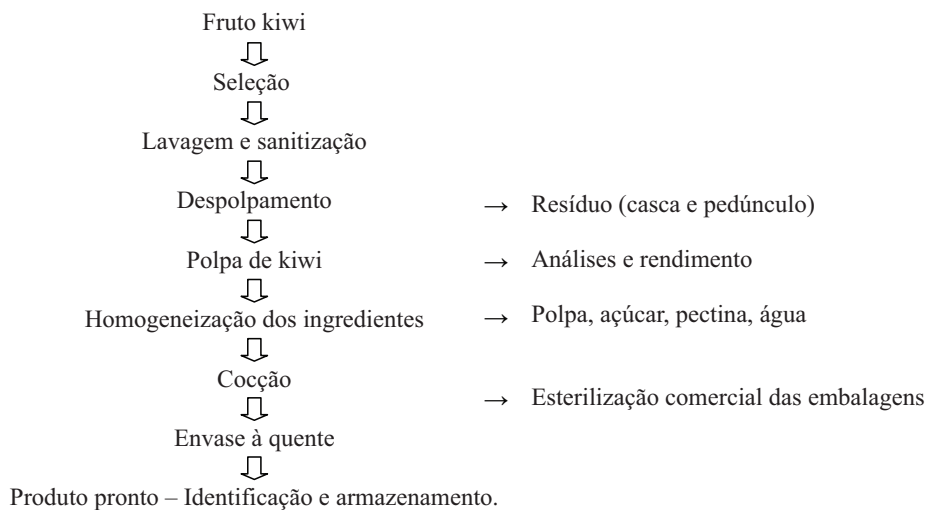 Fruto kiwi
Seleção
Lavagem e sanitização
Despolpamento → Resíduo (casca e pedúnculo)
Polpa de kiwi → Análises e rendimento
Homogeneização dos ingredientes → Polpa, açúcar, pectina, água
Cocção
→ Esterilização comercial das embalagens
Envase à quente
Produto pronto – Identificação e armazenamento.